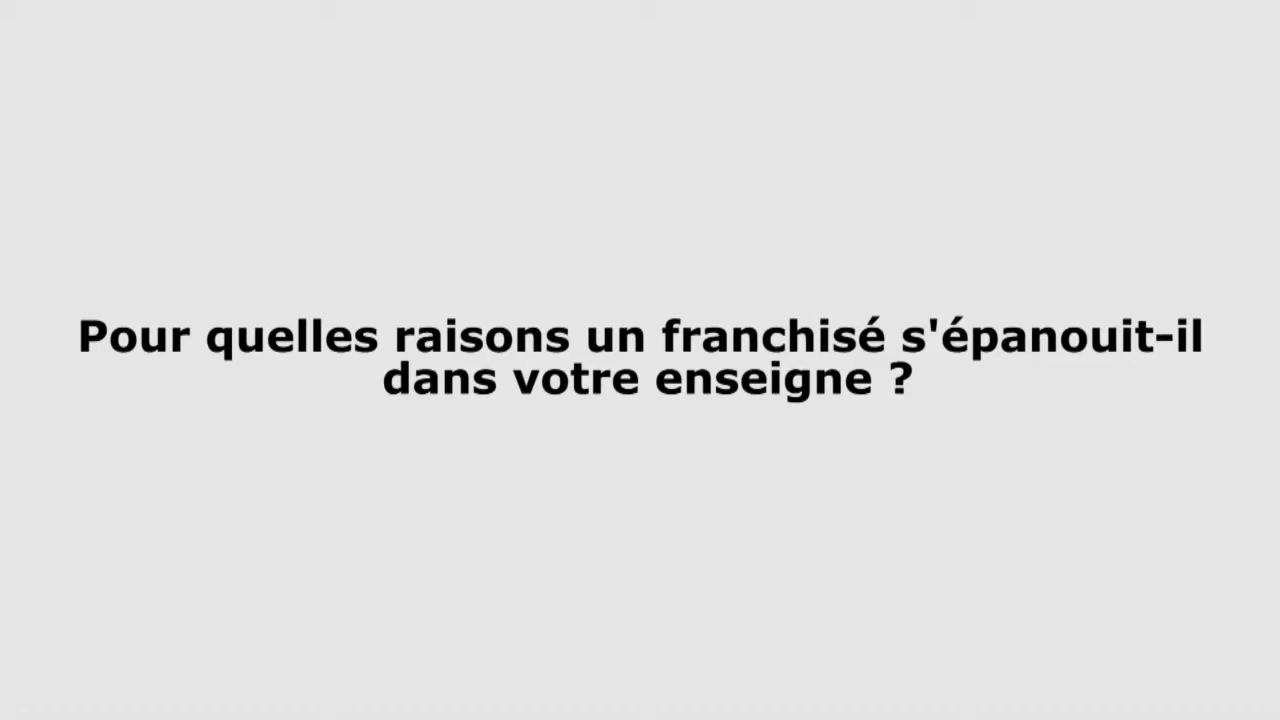 Pour quelles raisons un franchisé s'épanouit-il
dans votre enseigne ?